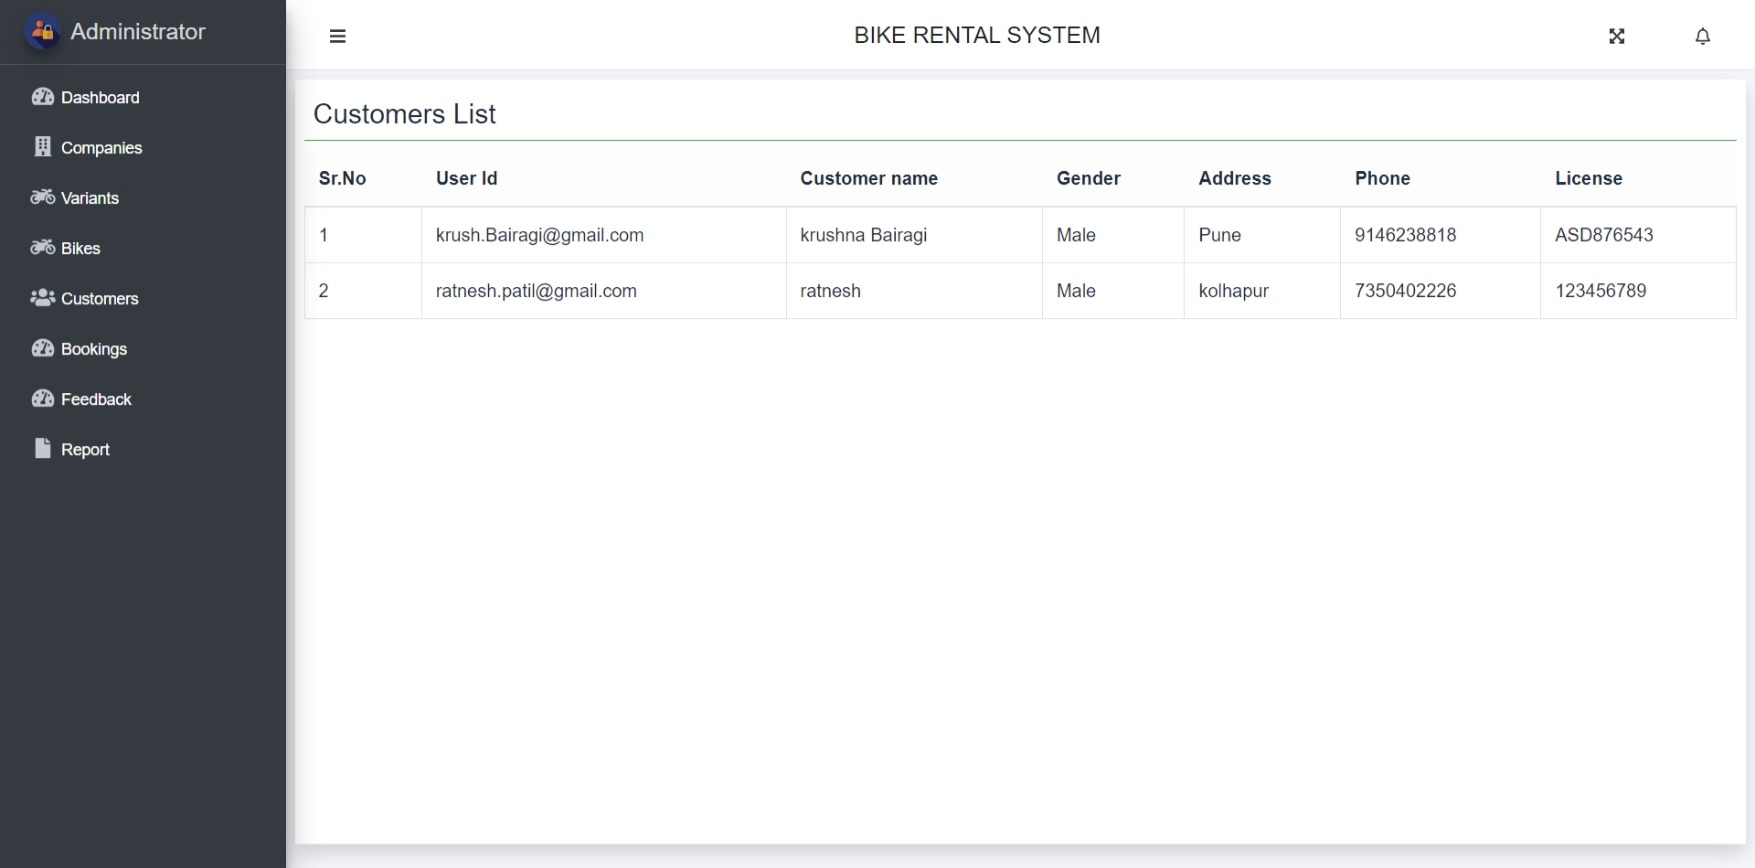 Administrator
BIKE RENTAL SYSTEM
Dashboard
Companies
Variants
Bikes
Customers
Bookings
Feedback
Report
Customers List
Sr.No User Id Customer name Gender Address Phone License
1 krush.Bairagi@gmail.com krushna Bairagi Male Pune 9146238818 ASD876543
2 ratnesh.patil@gmail.com ratnesh Male kolhapur 7350402226 123456789